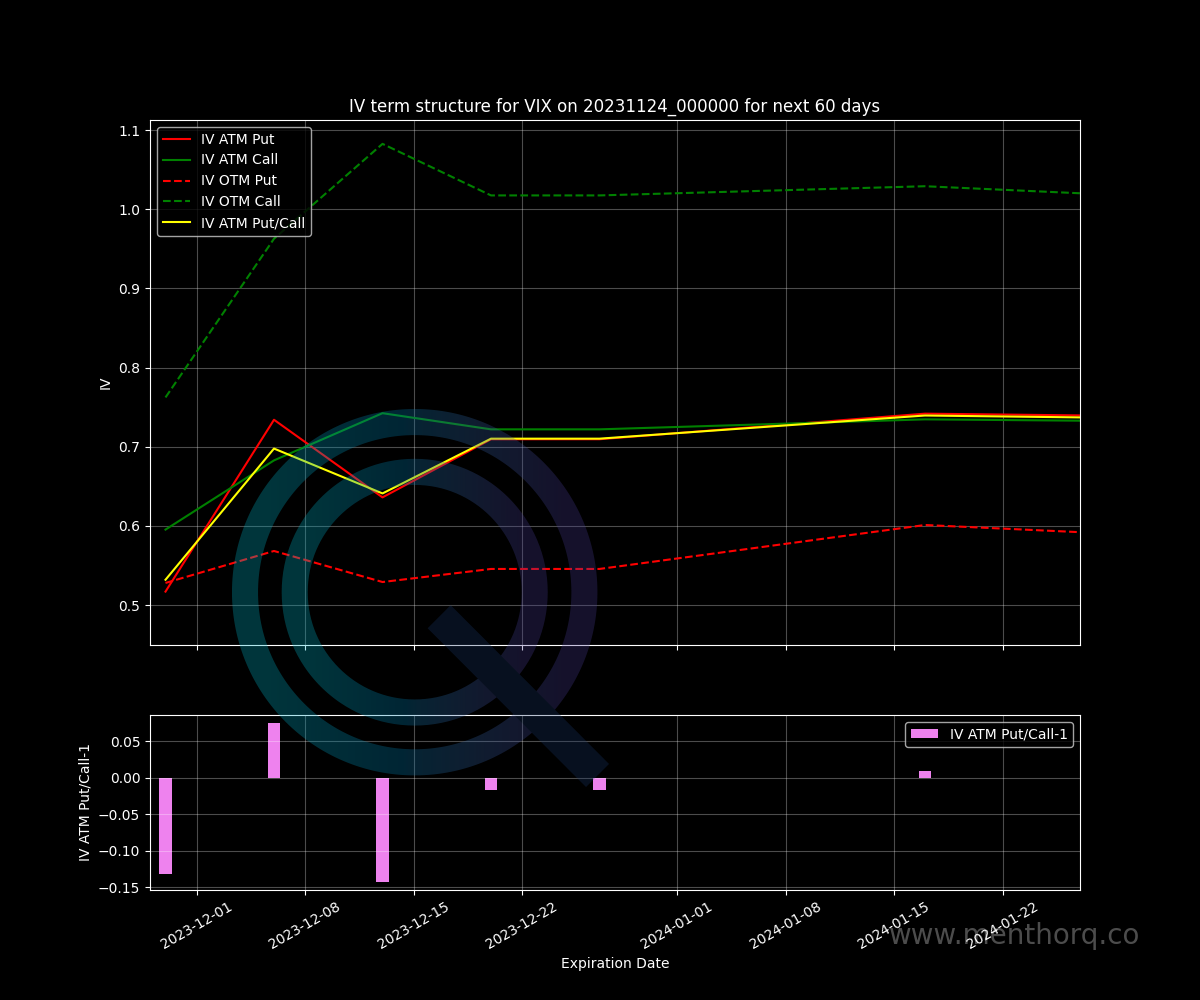 IV term structure for VIX on 20231124_000000 for next 60 days
IV ATM Put
IV ATM Call
IV OTM Put
IV OTM Call
IV ATM Put/Call
1.1
1.0
0.9
0.8
0.7
0.6
0.5
IV
IV ATM Put/Call-1
0.05
0.00
−0.05
−0.10
−0.15
IV ATM Put/Call-1
2023-12-01
2023-12-08
2023-12-15
2023-12-22
2024-01-01
2024-01-08
2024-01-15
2024-01-22
www.menthorq.co
Expiration Date